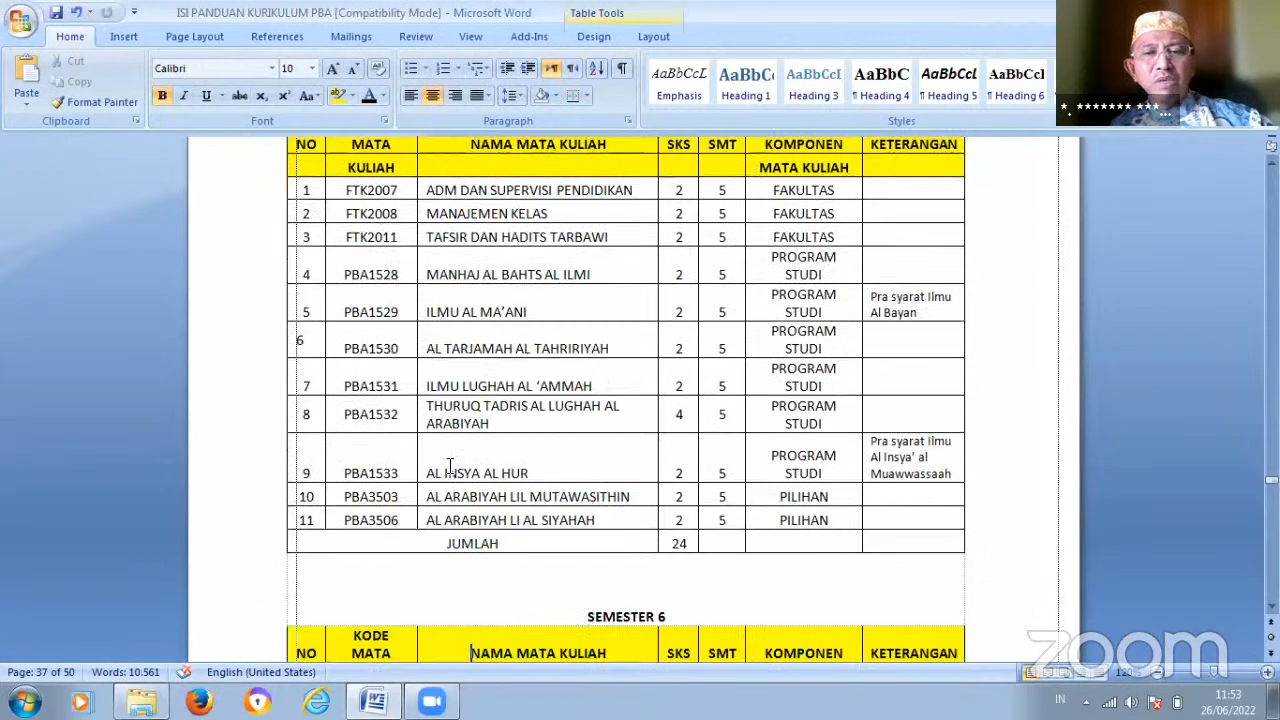 ISI PANDUAN KURIKULUM PBA [Compatibility Mode] - Microsoft Word
Table Tools
Home Insert Page Layout References Mailings Review View Add-Ins Design Layout
Paste
Cut
Copy
Format Painter
Clipboard
Calibri 10
Font
Paragraph
AaBbCcL Emphasis
AaBbCc Heading 1
AaBbCcL Heading 3
AaBbC ¶ Heading 4
AaBbCcL ¶ Heading 5
AaBbCc ¶ Heading 6
Styles
*. ******* ***...
NO MATA NAMA MATA KULIAH SKS SMT KOMPONEN KETERANGAN
KULIAH MATA KULIAH
1 FTK2007 ADM DAN SUPERVISI PENDIDIKAN 2 5 FAKULTAS
2 FTK2008 MANAJEMEN KELAS 2 5 FAKULTAS
3 FTK2011 TAFSIR DAN HADITS TARBAWI 2 5 FAKULTAS
4 PBA1528 MANHAJ AL BAHTS AL ILMI 2 5 PROGRAM STUDI
5 PBA1529 ILMU AL MA’ANI 2 5 PROGRAM STUDI Pra syarat Ilmu Al Bayan
6 PBA1530 AL TARJAMAH AL TAHRIRIYAH 2 5 PROGRAM STUDI
7 PBA1531 ILMU LUGHAH AL ‘AMMAH 2 5 PROGRAM STUDI
8 PBA1532 THURUQ TADRIS AL LUGHAH AL ARABIYAH 4 5 PROGRAM STUDI
9 PBA1533 AL INSYA AL HUR 2 5 PROGRAM STUDI Pra syarat Ilmu Al Insya’ al Muawwassaah
10 PBA3503 AL ARABIYAH LIL MUTAWASITHIN 2 5 PILIHAN
11 PBA3506 AL ARABIYAH LI AL SIYAHAH 2 5 PILIHAN
JUMLAH 24
SEMESTER 6
KODE
NO MATA NAMA MATA KULIAH SKS SMT KOMPONEN KETERANGAN
zoom
Page: 37 of 50 Words: 10.561 English (United States) 120%
IN
11:53
26/06/2022